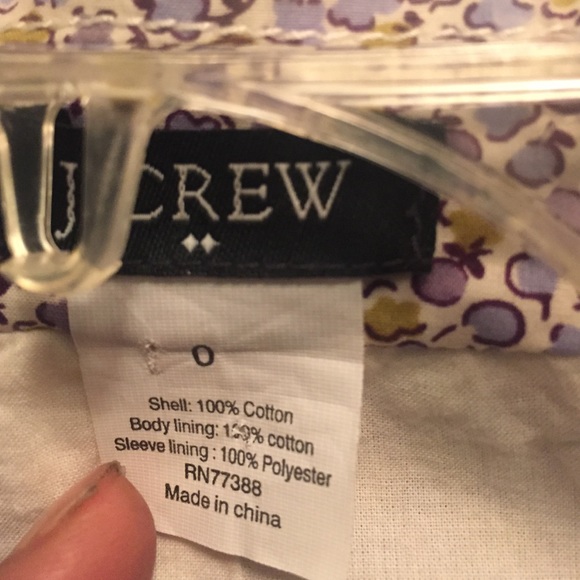 J CREW
0
Shell: 100% Cotton
Body lining: 100% cotton
Sleeve lining : 100% Polyester
RN77388
Made in china